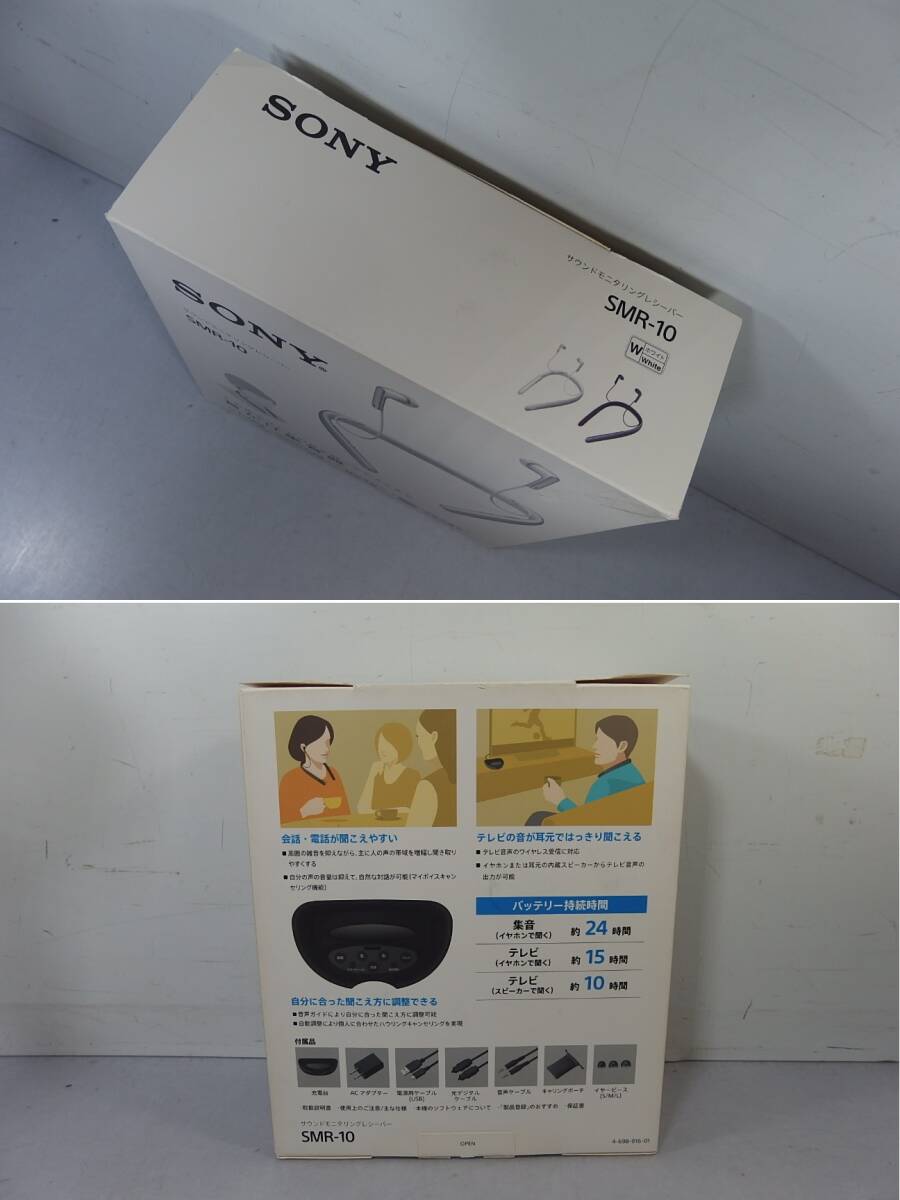 SONY
サウンドモニタリングレシーバー
SMR-10
W ホワイト
White
SONY
SMR-10
会話・電話が聞こえやすい
■周囲の雑音を抑えながら、主に人の声の帯域を増幅し聞き取り
やすくする
■自分の声の音量は抑えて、自然な対話が可能(マイボイスキャン
セリング機能)
テレビの音が耳元ではっきり聞こえる
■テレビ音声のワイヤレス受信に対応
■イヤホンまたは耳元の内蔵スピーカーからテレビ音声の
出力が可能
バッテリー持続時間
集音
(イヤホンで聞く)
約 24 時間
テレビ
(イヤホンで聞く)
約 15 時間
テレビ
(スピーカーで聞く)
約 10 時間
自分に合った聞こえ方に調整できる
■音声ガイドにより自分に合った聞こえ方に調整可能
■自動調整により個人に合わせたハウリングキャンセリングを実現
付属品
充電台
ACアダプター
電源用ケーブル
(USB)
光デジタル
ケーブル
音声ケーブル
キャリングポーチ
イヤーピース
(S/M/L)
取扱説明書 ・使用上のご注意/主な仕様 ・本機のソフトウェアについて ・「製品登録」のおすすめ ・保証書
サウンドモニタリングレシーバー
SMR-10
OPEN
4-698-816-01